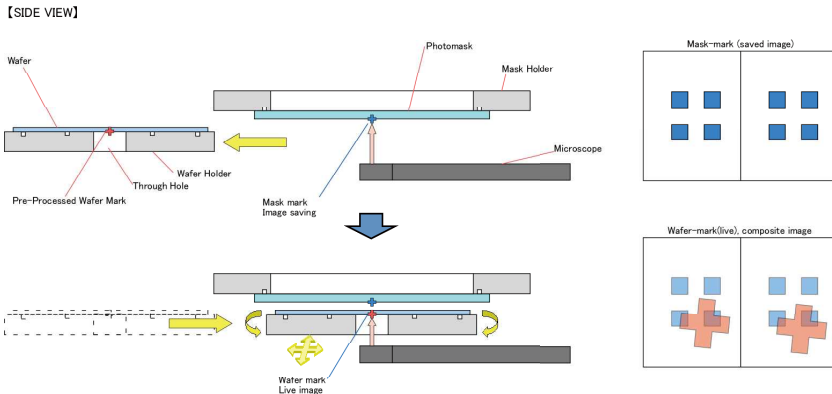 【SIDE VIEW】
Photomask
Mask-mark (saved image)
Wafer
Mask Holder
Microscope
Wafer Holder
Through Hole
Pre-Processed Wafer Mark
Mask mark
Image saving
Wafer-mark(live), composite image
Wafer mark
Live image